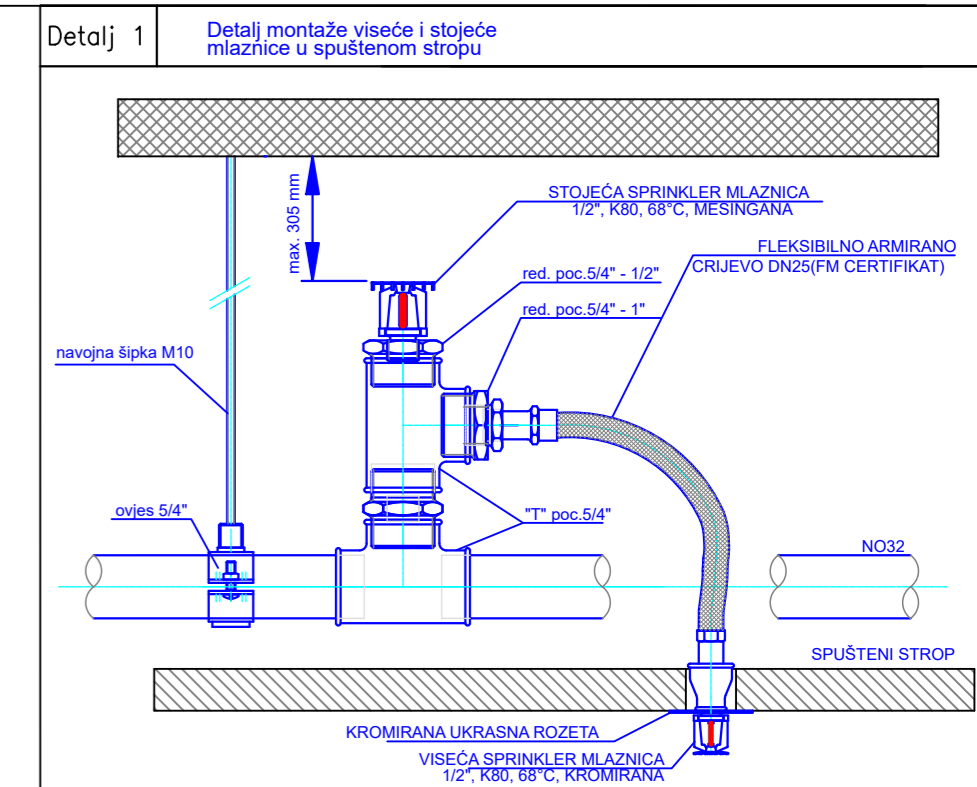 Detalj 1
Detalj montaže viseće i stojeće
mlaznice u spuštenom stropu
max. 305 mm
STOJEĆA SPRINKLER MLAZNICA
1/2", K80, 68°C, MESINGANA
FLEKSIBILNO ARMIRANO
CRIJEVO DN25(FM CERTIFIKAT)
red. poc.5/4" - 1/2"
red. poc.5/4" - 1"
navojna šipka M10
ovjes 5/4"
"T" poc.5/4"
NO32
SPUŠTENI STROP
KROMIRANA UKRASNA ROZETA
VISEĆA SPRINKLER MLAZNICA
1/2", K80, 68°C, KROMIRANA